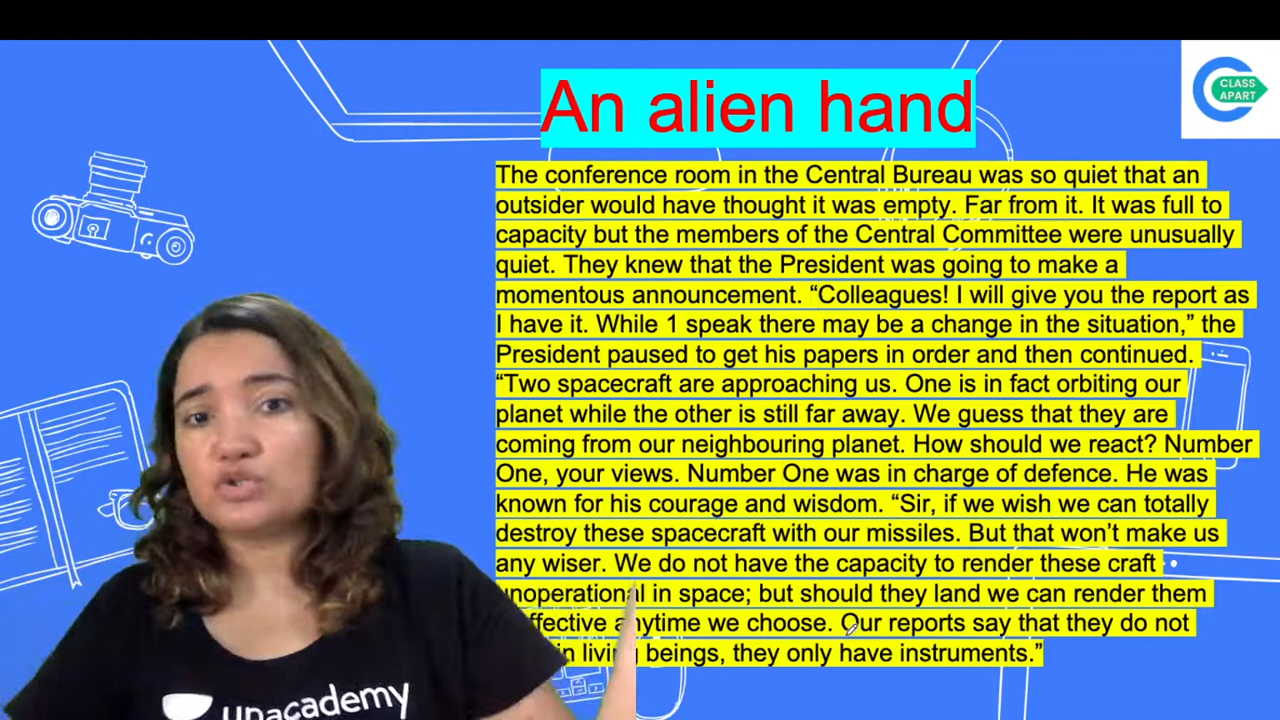 An alien hand
CLASS
APART
The conference room in the Central Bureau was so quiet that an
outsider would have thought it was empty. Far from it. It was full to
capacity but the members of the Central Committee were unusually
quiet. They knew that the President was going to make a
momentous announcement. “Colleagues! I will give you the report as
I have it. While 1 speak there may be a change in the situation,” the
President paused to get his papers in order and then continued.
“Two spacecraft are approaching us. One is in fact orbiting our
planet while the other is still far away. We guess that they are
coming from our neighbouring planet. How should we react? Number
One, your views. Number One was in charge of defence. He was
known for his courage and wisdom. “Sir, if we wish we can totally
destroy these spacecraft with our missiles. But that won’t make us
any wiser. We do not have the capacity to render these craft
unoperational in space; but should they land we can render them
anytime we choose. Our reports say that they do not
living beings, they only have instruments.”
unacademy